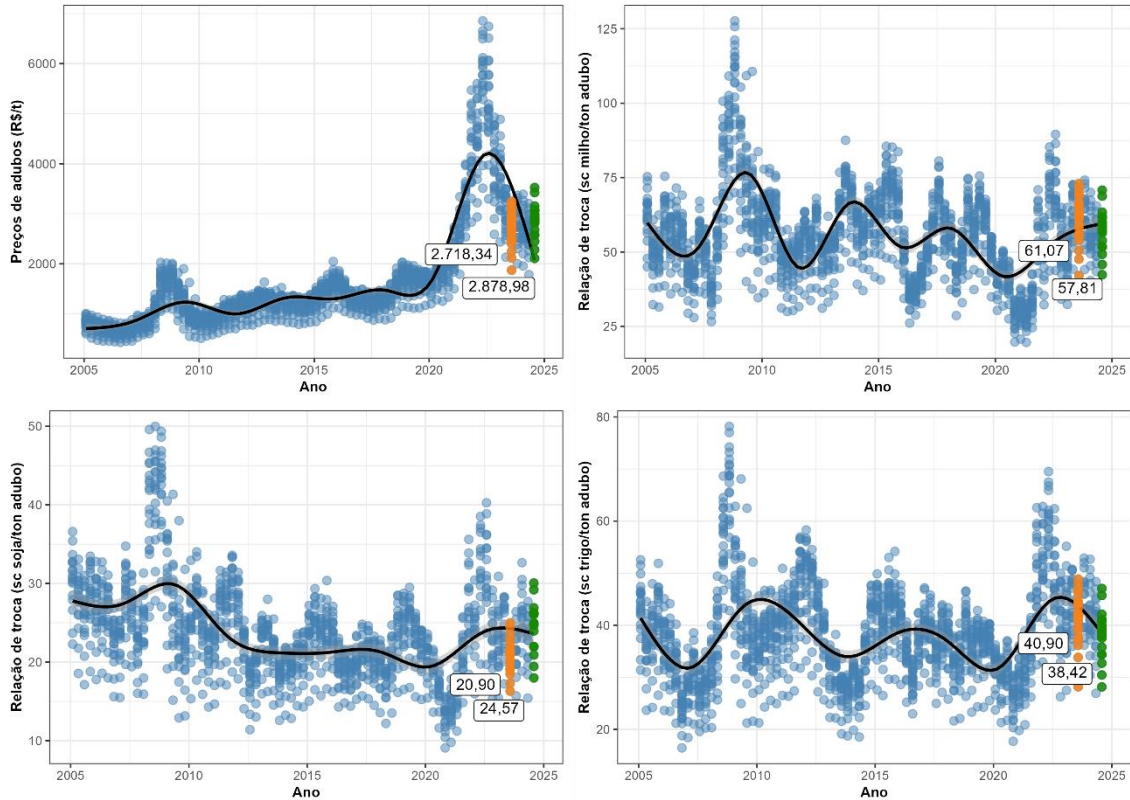 Preços de adubos (R$/t)
6000
4000
2000
2.718,34
2.878,98
2005 2010 2015 2020 2025
Ano
Relação de troca (sc milho/ton adubo)
125
100
75
50
25
61,07
57,81
2005 2010 2015 2020 2025
Ano
Relação de troca (sc soja/ton adubo)
50
40
30
20
10
20,90
24,57
2005 2010 2015 2020 2025
Ano
Relação de troca (sc trigo/ton adubo)
80
60
40
20
40,90
38,42
2005 2010 2015 2020 2025
Ano